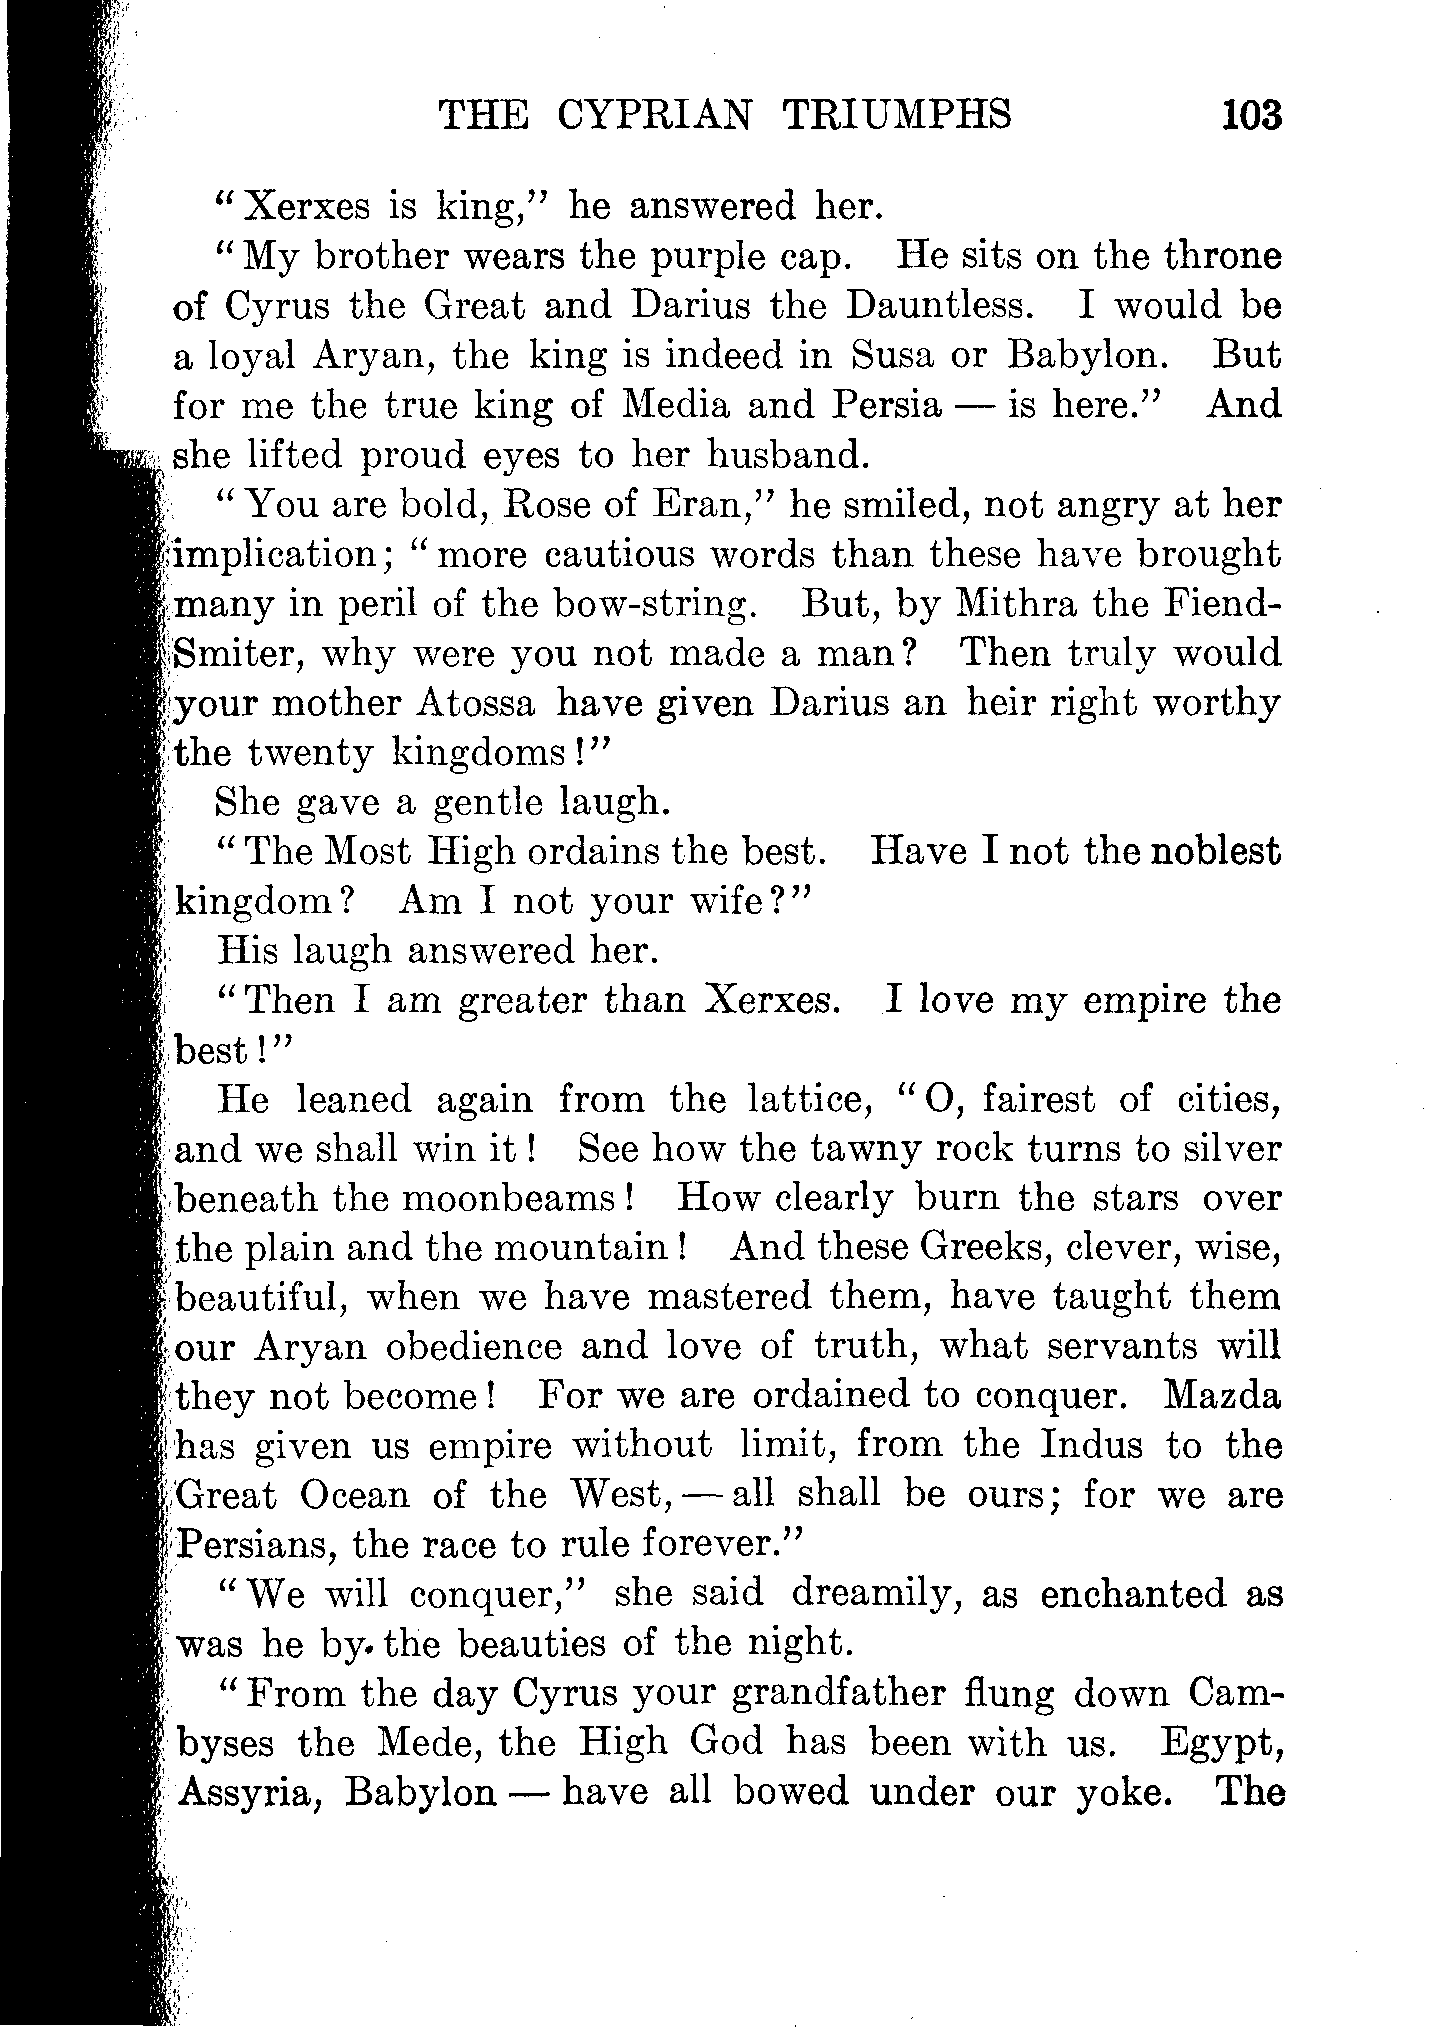 THE CYPRIAN TRIUMPHS 103
"Xerxes is king," he answered her.
"My brother wears the purple cap. He sits on the throne
of Cyrus the Great and Darius the Dauntless. I would be
a loyal Aryan, the king is indeed in Susa or Babylon. But
for me the true king of Media and Persia — is here." And
she lifted proud eyes to her husband.
"You are bold, Rose of Eran," he smiled, not angry at her
implication; "more cautious words than these have brought
many in peril of the bow-string. But, by Mithra the Fiend-
Smiter, why were you not made a man? Then truly would
your mother Atossa have given Darius an heir right worthy
the twenty kingdoms!"
She gave a gentle laugh.
"The Most High ordains the best. Have I not the noblest
kingdom? Am I not your wife?"
His laugh answered her.
"Then I am greater than Xerxes. I love my empire the
best!"
He leaned again from the lattice, "O, fairest of cities,
and we shall win it! See how the tawny rock turns to silver
beneath the moonbeams! How clearly burn the stars over
the plain and the mountain! And these Greeks, clever, wise,
beautiful, when we have mastered them, have taught them
our Aryan obedience and love of truth, what servants will
they not become! For we are ordained to conquer. Mazda
has given us empire without limit, from the Indus to the
Great Ocean of the West, — all shall be ours; for we are
Persians, the race to rule forever."
"We will conquer," she said dreamily, as enchanted as
was he by the beauties of the night.
"From the day Cyrus your grandfather flung down Cam-
byses the Mede, the High God has been with us. Egypt,
Assyria, Babylon — have all bowed under our yoke. The